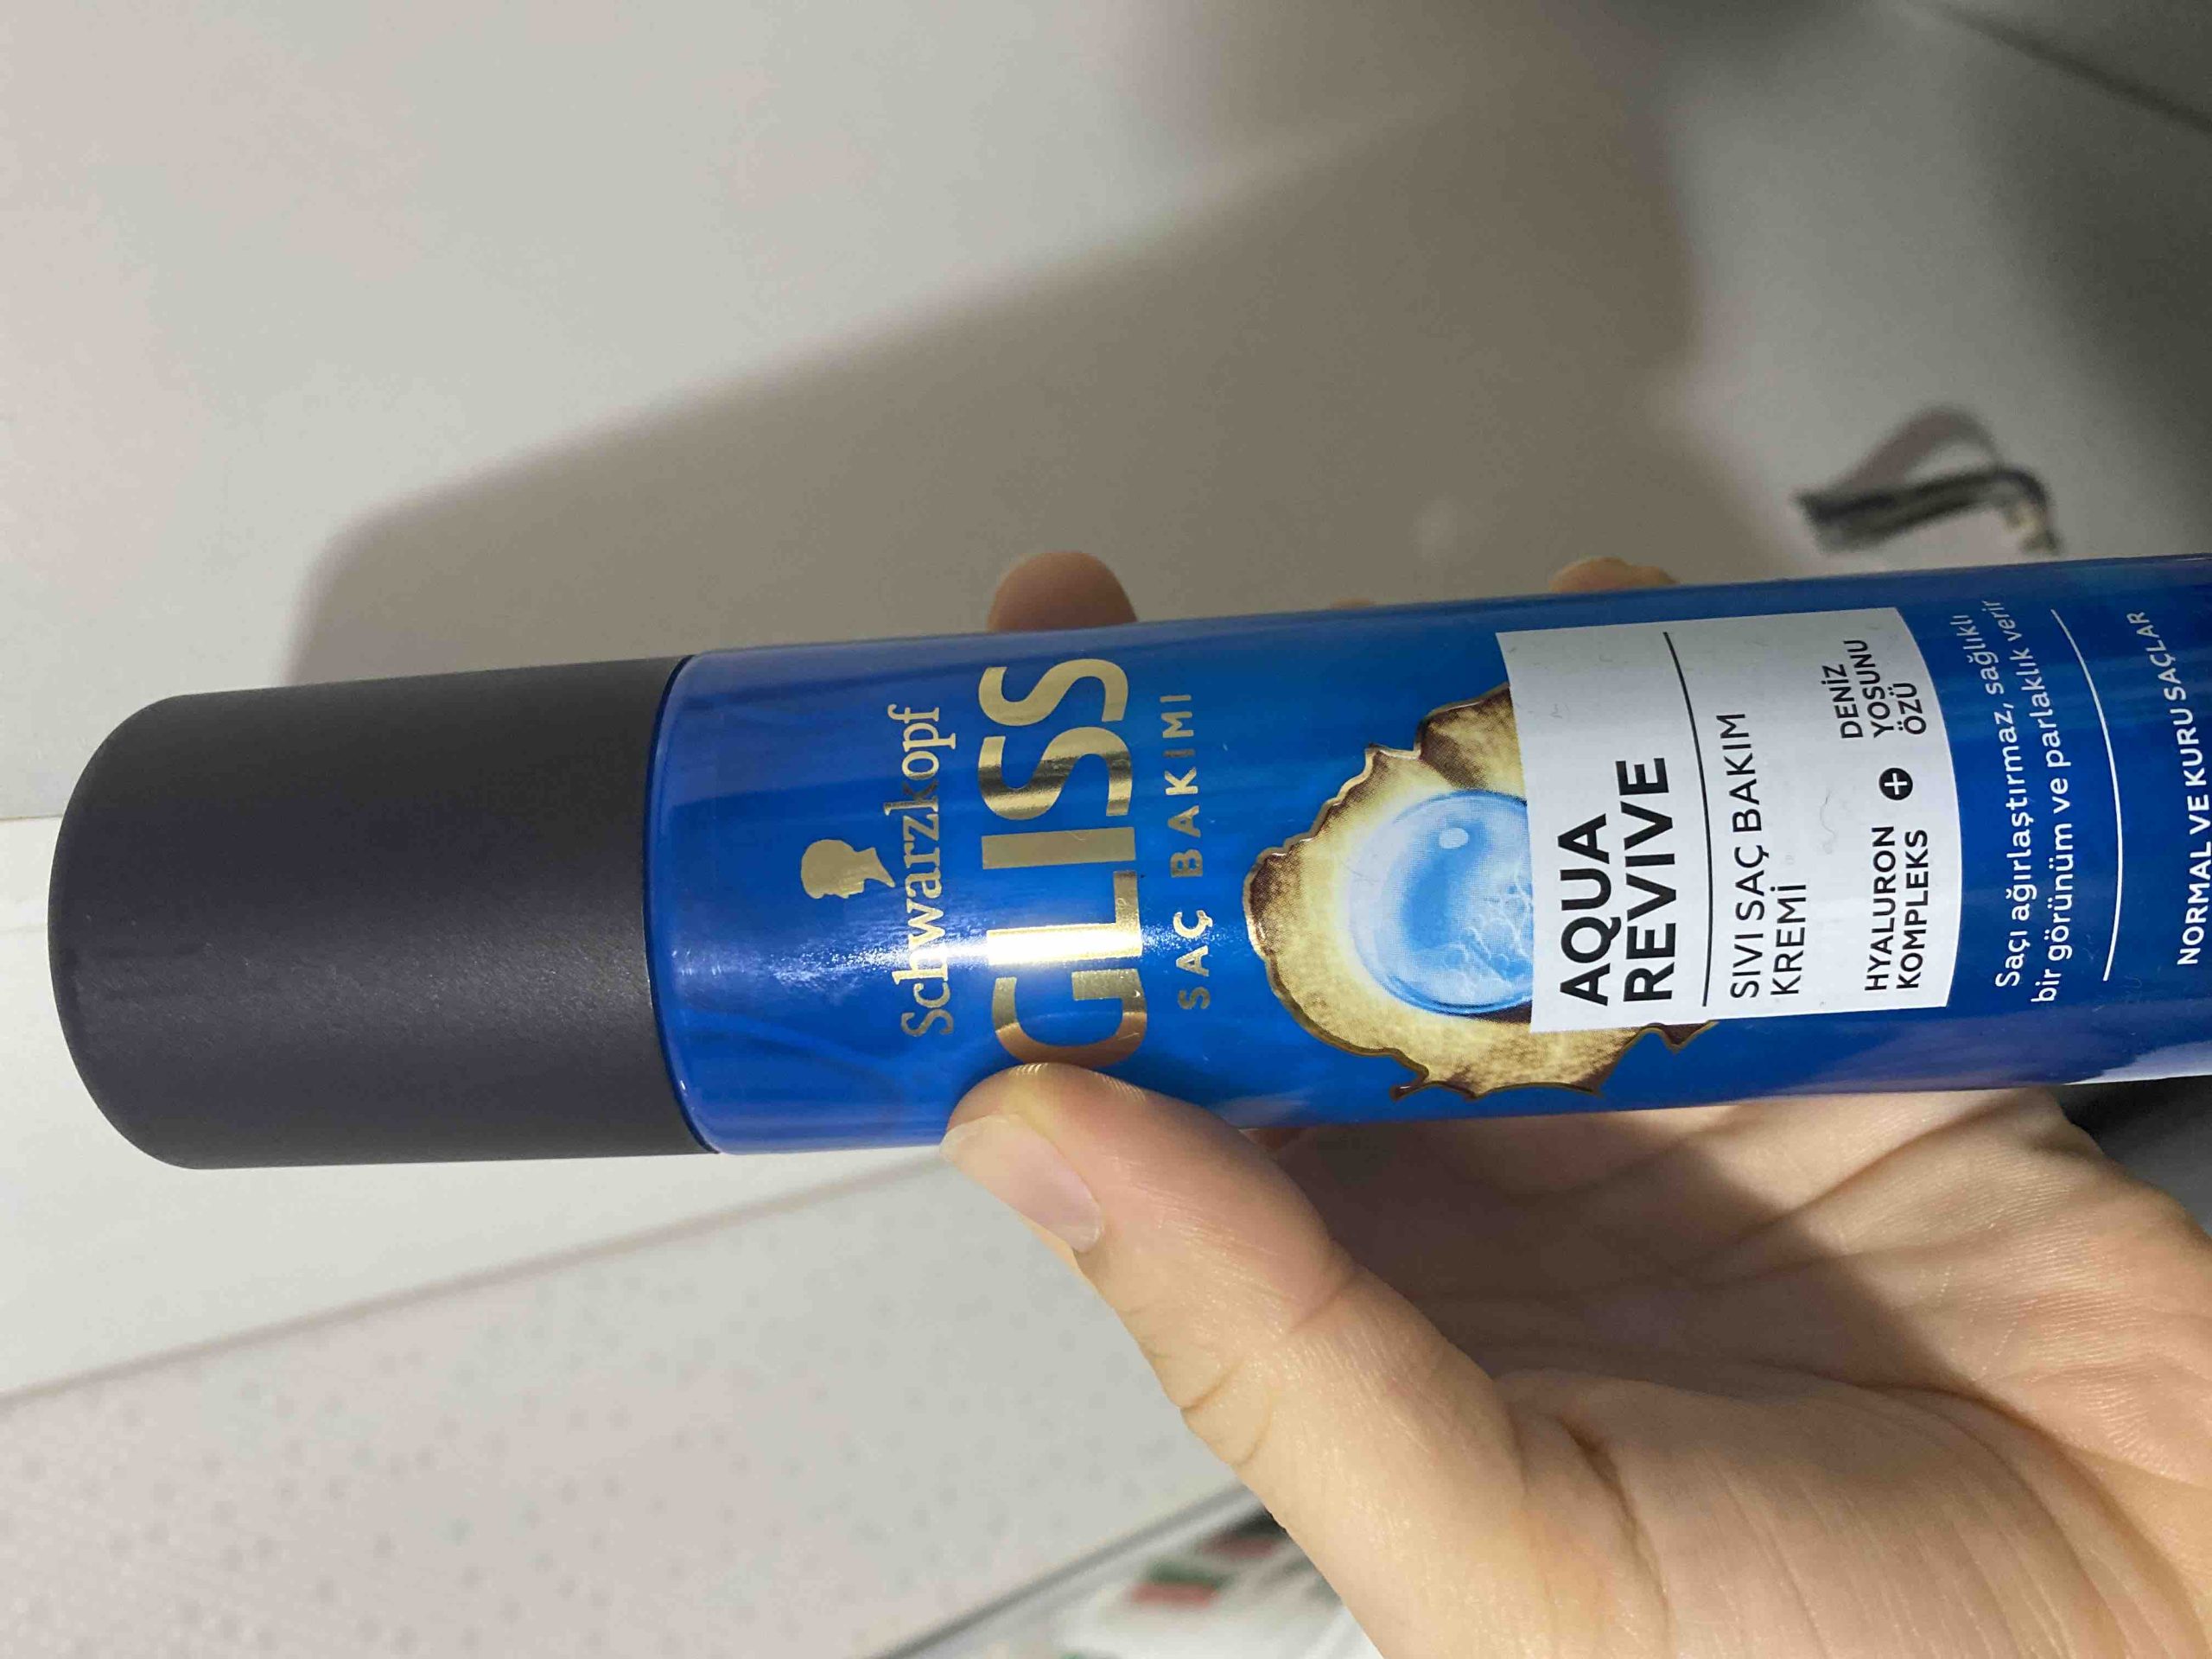 Schwarzkopf
GLISS
SAÇ BAKIMI
AQUA
REVIVE
SIVI SAÇ BAKIM
KREMİ
HYALURON
KOMPLEKS
+
DENİZ
YOSUNU
ÖZÜ
Saçı ağırlaştırmaz, sağlıklı
bir görünüm ve parlaklık verir
NORMAL VE KURU SAÇLAR